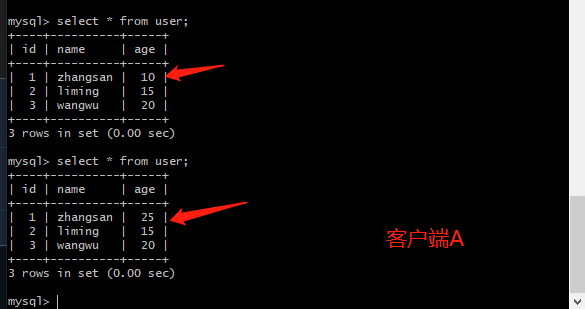 mysql> select * from user;
+----+----------+-----+
| id | name     | age |
+----+----------+-----+
|  1 | zhangsan |  10 |
|  2 | liming   |  15 |
|  3 | wangwu   |  20 |
+----+----------+-----+
3 rows in set (0.00 sec)
mysql> select * from user;
+----+----------+-----+
| id | name     | age |
+----+----------+-----+
|  1 | zhangsan |  25 |
|  2 | liming   |  15 |
|  3 | wangwu   |  20 |
+----+----------+-----+
客户端A
3 rows in set (0.00 sec)
mysql>